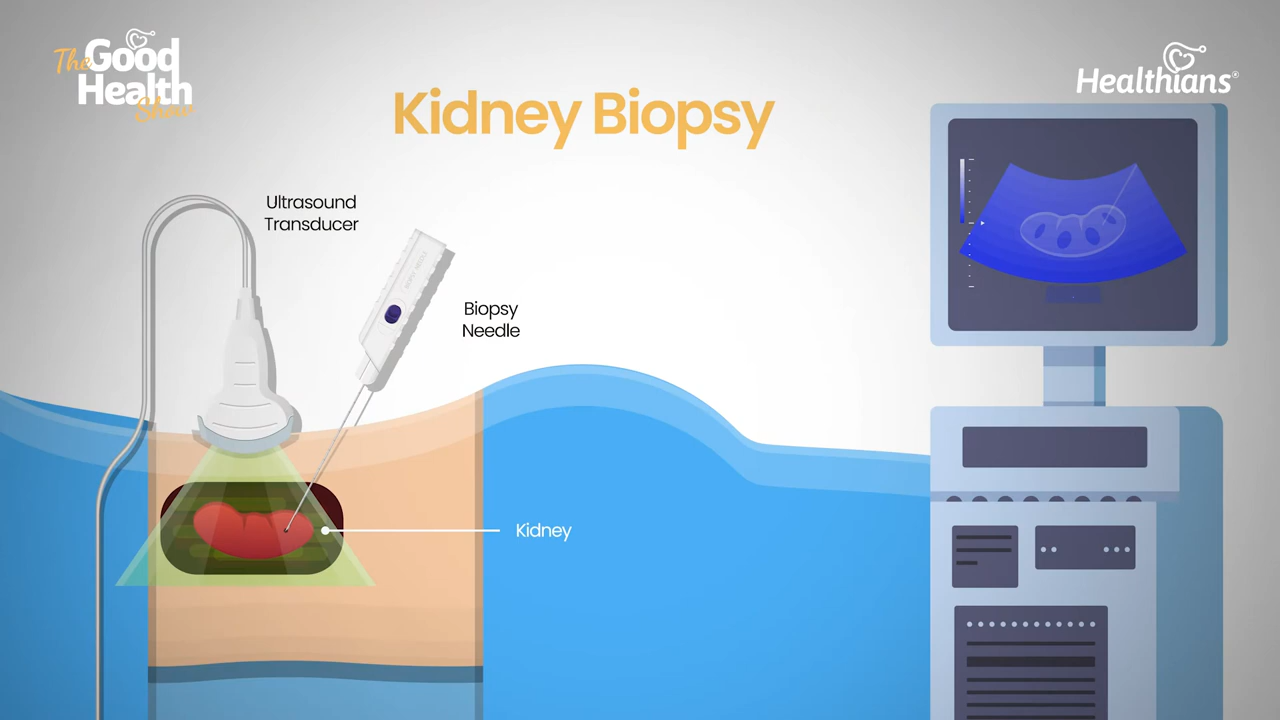 The Good
Health
Show
Healthians®
Kidney Biopsy
Ultrasound
Transducer
Biopsy
Needle
Kidney